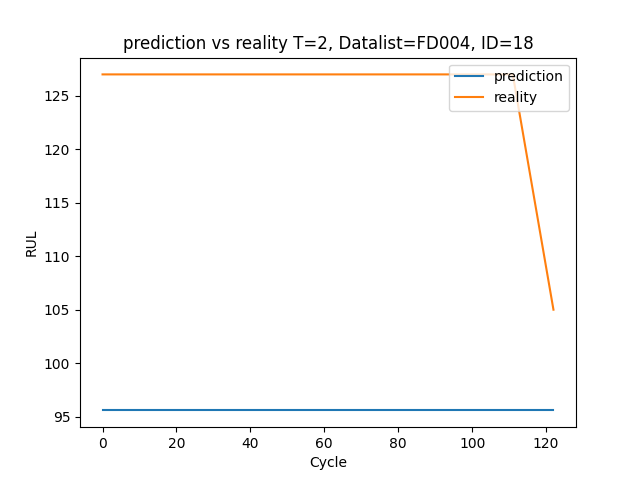 prediction vs reality T=2, Datalist=FD004, ID=18
prediction
reality
RUL
125
120
115
110
105
100
95
0 20 40 60 80 100 120
Cycle